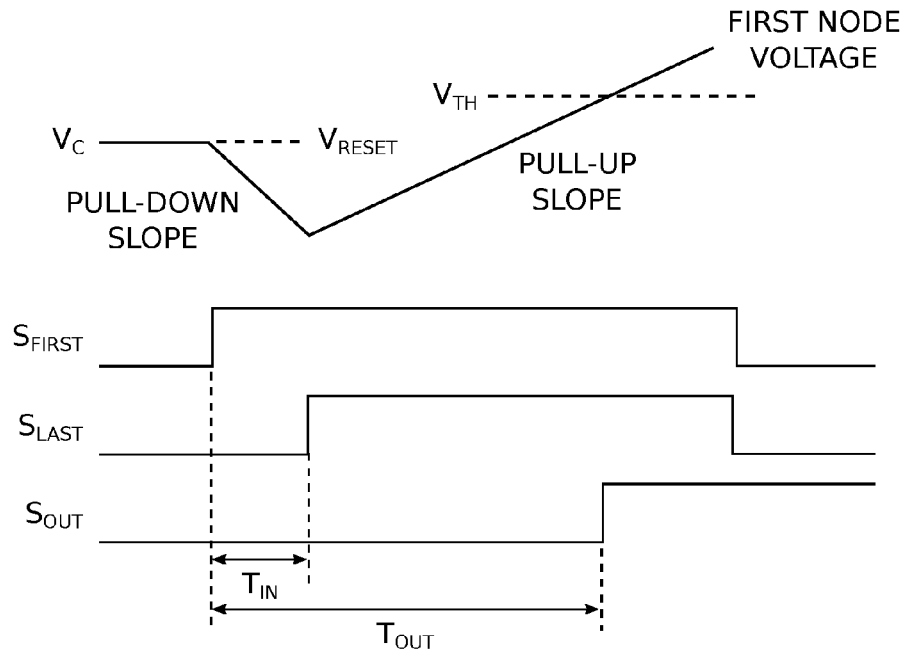 FIRST NODE
VOLTAGE
V_TH
V_C
V_RESET
PULL-UP
SLOPE
PULL-DOWN
SLOPE
S_FIRST
S_LAST
S_OUT
T_IN
T_OUT